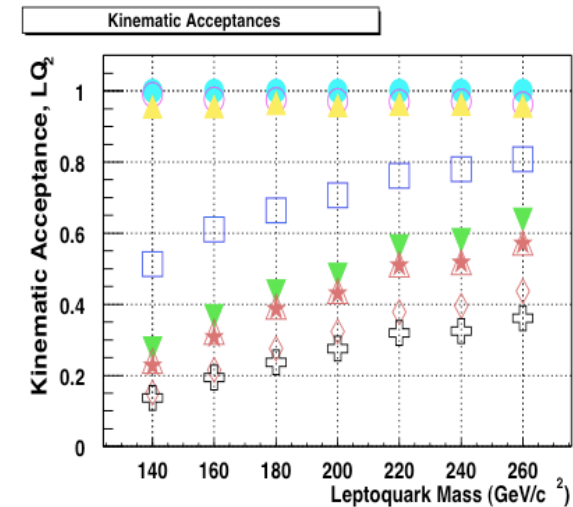 Kinematic Acceptances
Kinematic Acceptance, LQ2
1
0.8
0.6
0.4
0.2
0
140 160 180 200 220 240 260
Leptoquark Mass (GeV/c 2)